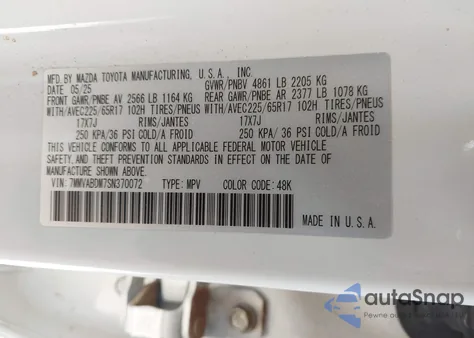 MFD. BY MAZDA TOYOTA MANUFACTURING, U.S.A. INC.
DATE 05/25 GVWR/PNBV 4861 LB 2205 KG
FRONT GAWR/PNBE AV 2566 LB 1164 KG REAR GAWR/PNBE AR 2377 LB 1078 KG
WITH/AVEC225/65R17 102H TIRES/PNEUS WITH/AVEC225/65R17 102H TIRES/PNEUS
17X7J RIMS/JANTES 17X7J RIMS/JANTES
250 KPA/36 PSI COLD/A FROID 250 KPA/ 36 PSI COLD/A FROID
THIS VEHICLE CONFORMS TO ALL APPLICABLE FEDERAL MOTOR VEHICLE
SAFETY, BUMPER, AND THEFT PREVENTION STANDARDS IN EFFECT ON THE DATE OF
MANUFACTURE SHOWN ABOVE.
VIN: 7MMVABDM7SN370072 TYPE: MPV COLOR CODE: 48K
MADE IN U.S.A.
autoSnap
Pewne auto